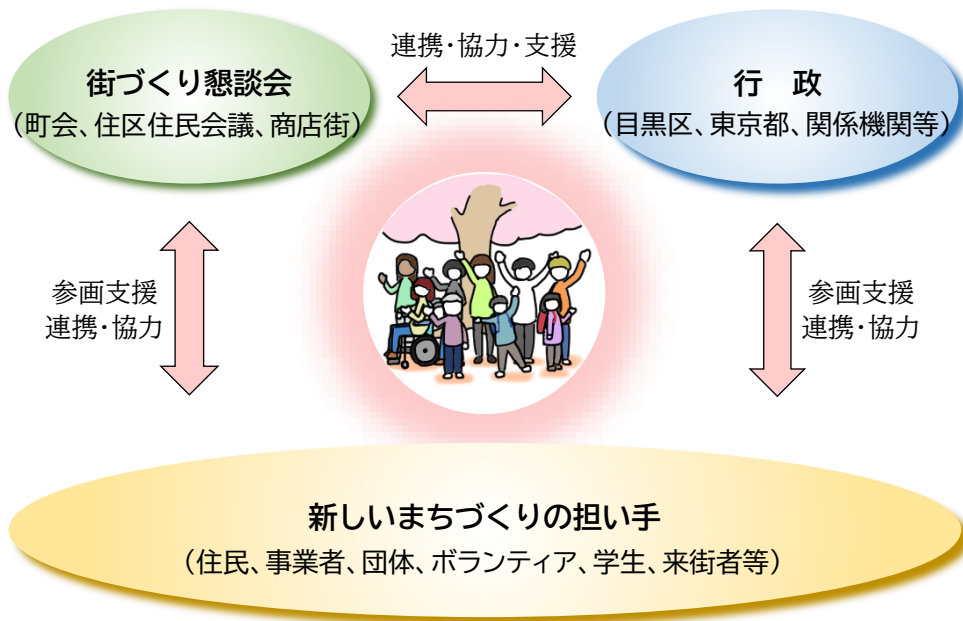 連携・協力・支援
街づくり懇談会
（町会、住区住民会議、商店街）
行　政
（目黒区、東京都、関係機関等）
参画支援
連携・協力
参画支援
連携・協力
新しいまちづくりの担い手
（住民、事業者、団体、ボランティア、学生、来街者等）